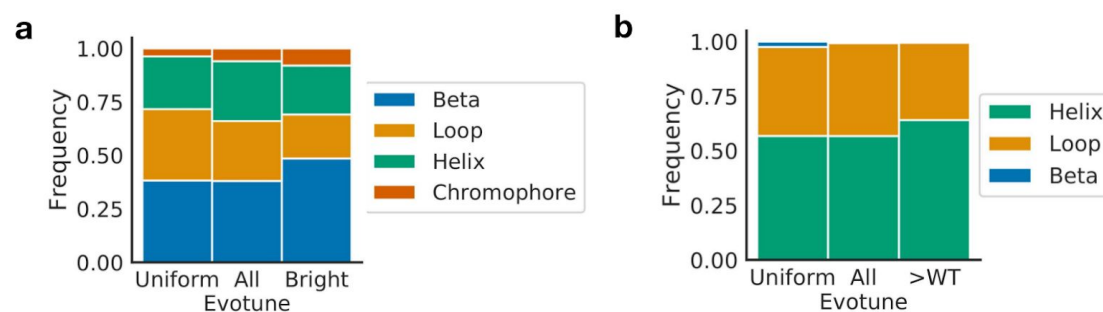 a
1.00
0.75
0.50
0.25
0.00
Frequency
Uniform All Bright
Evotune
Beta
Loop
Helix
Chromophore
b
1.00
0.75
0.50
0.25
0.00
Frequency
Uniform All >WT
Evotune
Helix
Loop
Beta